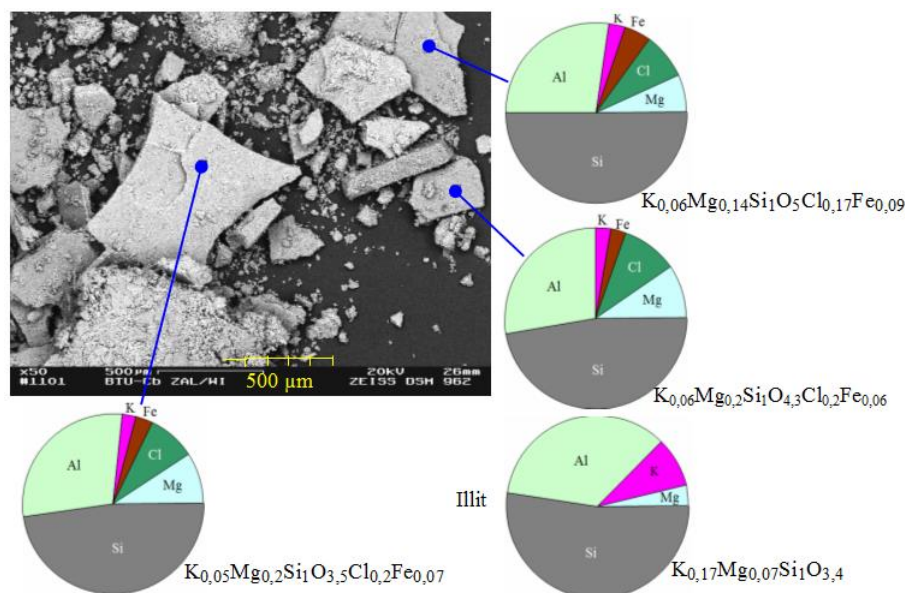 K Fe
Al
Cl
Mg
Si
K₀,₀₆Mg₀,₁₄Si₁O₅Cl₀,₁₇Fe₀,₀₉
K Fe
Al
Cl
Mg
Si
K₀,₀₆Mg₀,₂Si₁O₄,₃Cl₀,₂Fe₀,₀₆
x50 500µm 20kV 26mm
#1101 BTU-Cb ZAL/WI ZEISS DSM 962
500 µm
K Fe
Al
Cl
Mg
Si
K₀,₀₅Mg₀,₂Si₁O₃,₅Cl₀,₂Fe₀,₀₇
Illit
Al
K
Mg
Si
K₀,₁₇Mg₀,₀₇Si₁O₃,₄